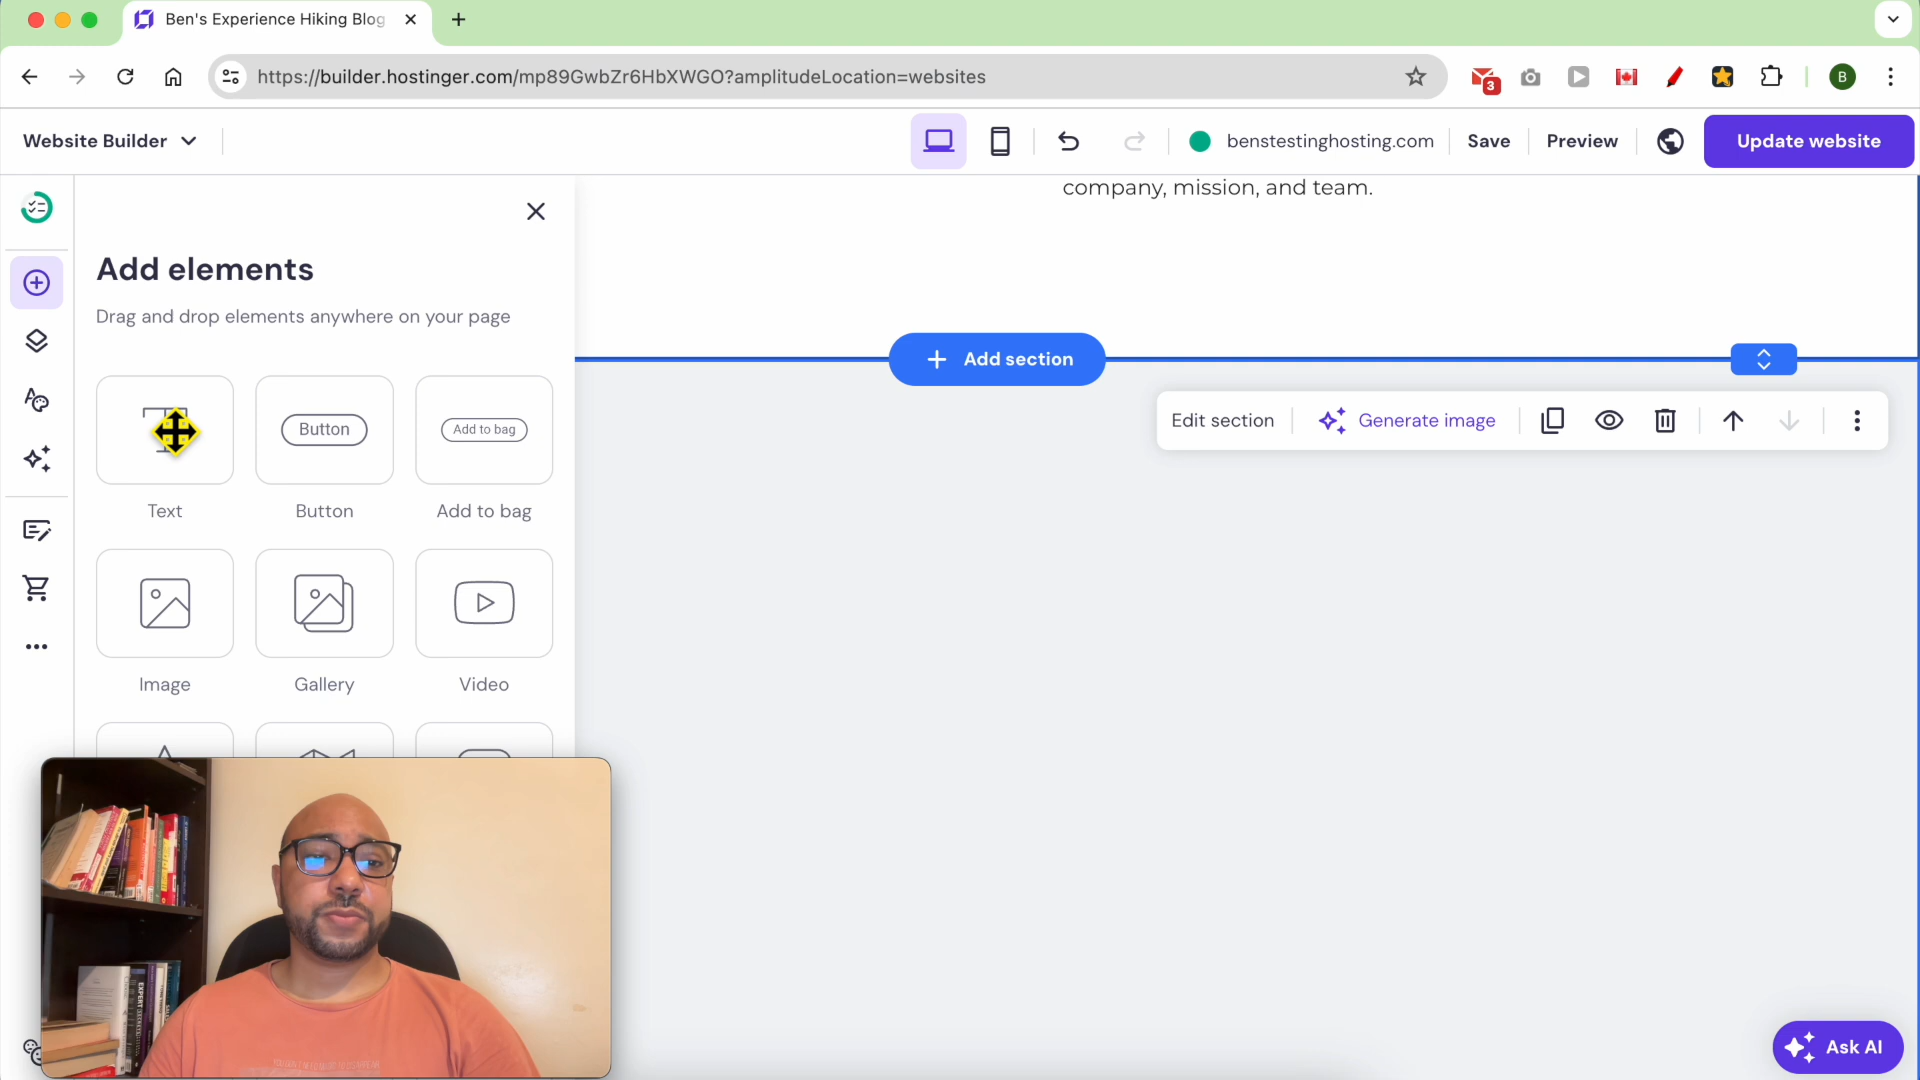 Ben's Experience Hiking Blog
https://builder.hostinger.com/mp89GwbZr6HbXWGO?amplitudeLocation=websites
3
B
Website Builder
benstestinghosting.com
Save
Preview
Update website
company, mission, and team.
Add elements
Drag and drop elements anywhere on your page
Add section
Edit section
Generate image
Button
Add to bag
Text
Button
Add to bag
Image
Gallery
Video
Ask AI